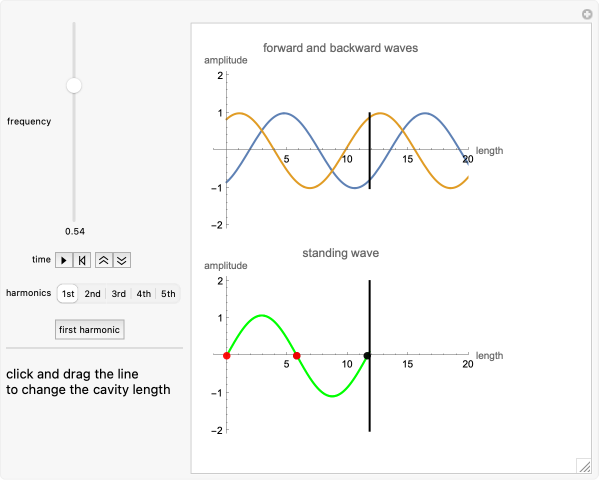 frequency
0.54
time
harmonics 1st 2nd 3rd 4th 5th
first harmonic
click and drag the line
to change the cavity length
forward and backward waves
amplitude
2
1
5 10 15 20 length
-1
-2
standing wave
amplitude
2
1
5 10 15 20 length
-1
-2